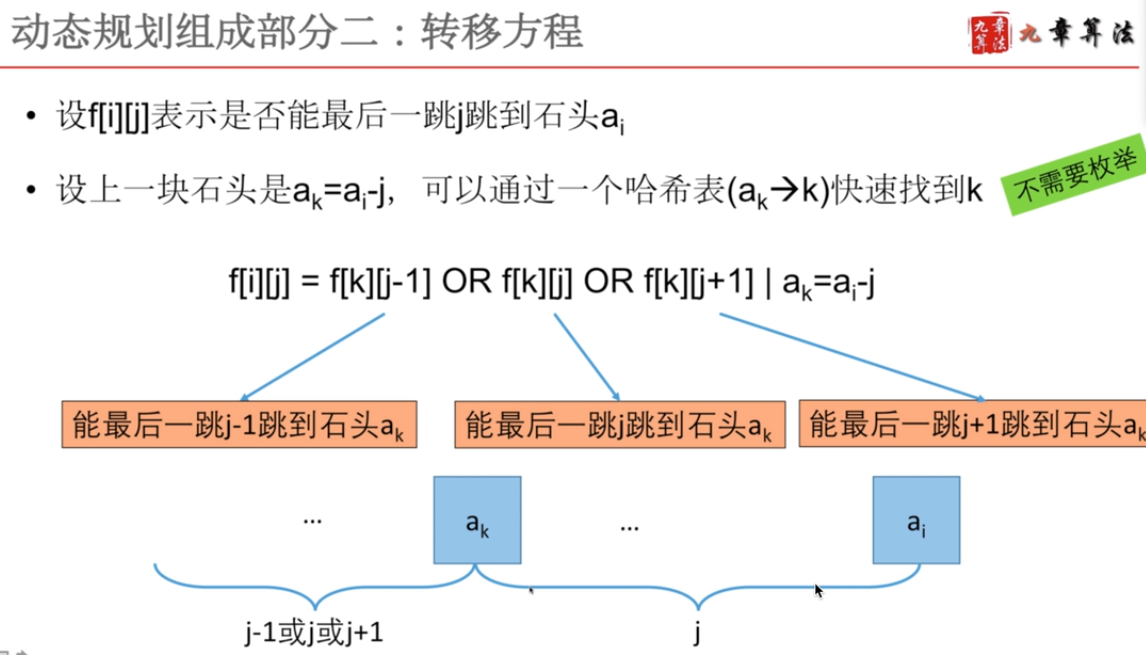 动态规划组成部分二：转移方程
九章算法
九章算法
• 设f[i][j]表示是否能最后一跳j跳到石头ai
• 设上一块石头是ak=ai-j, 可以通过一个哈希表(ak→k)快速找到k
不需要枚举
f[i][j] = f[k][j-1] OR f[k][j] OR f[k][j+1] | ak=ai-j
能最后一跳j-1跳到石头ak
能最后一跳j跳到石头ak
能最后一跳j+1跳到石头ak
... ak ... ai
j-1或j或j+1
j